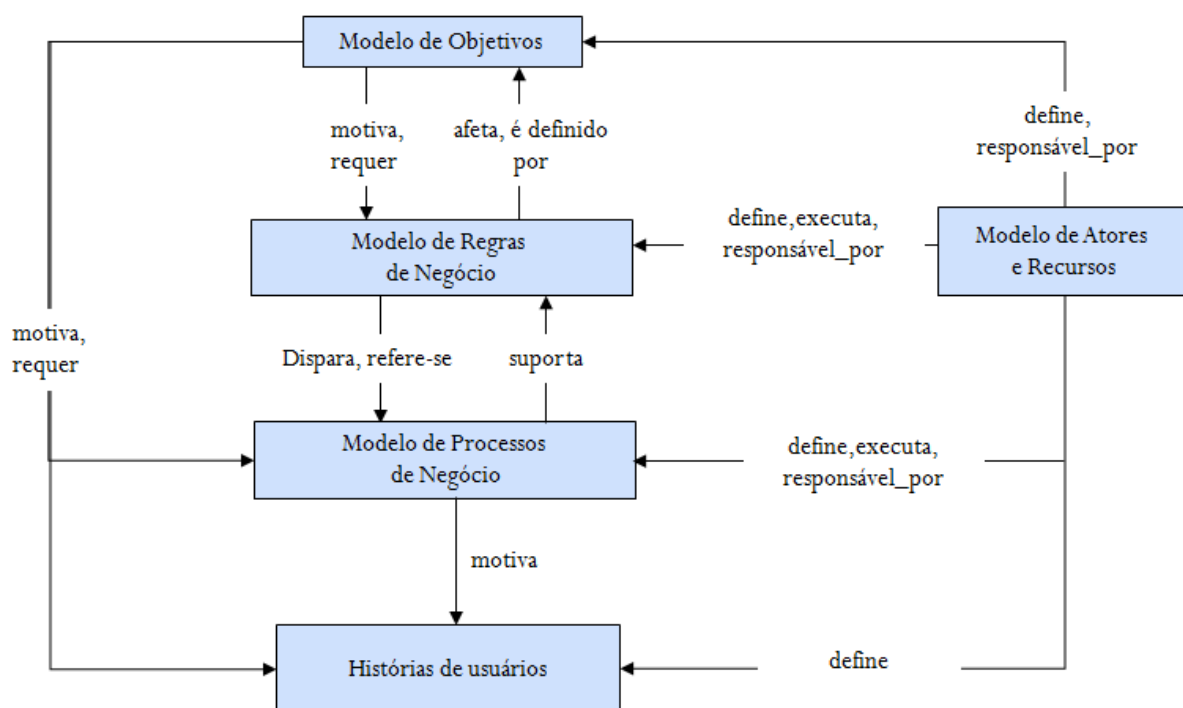 Modelo de Objetivos
motiva,
requer
afeta, é definido
por
define,
responsável_por
Modelo de Regras
de Negócio
define,executa,
responsável_por
Modelo de Atores
e Recursos
motiva,
requer
Dispara, refere-se
suporta
Modelo de Processos
de Negócio
define,executa,
responsável_por
motiva
Histórias de usuários
define